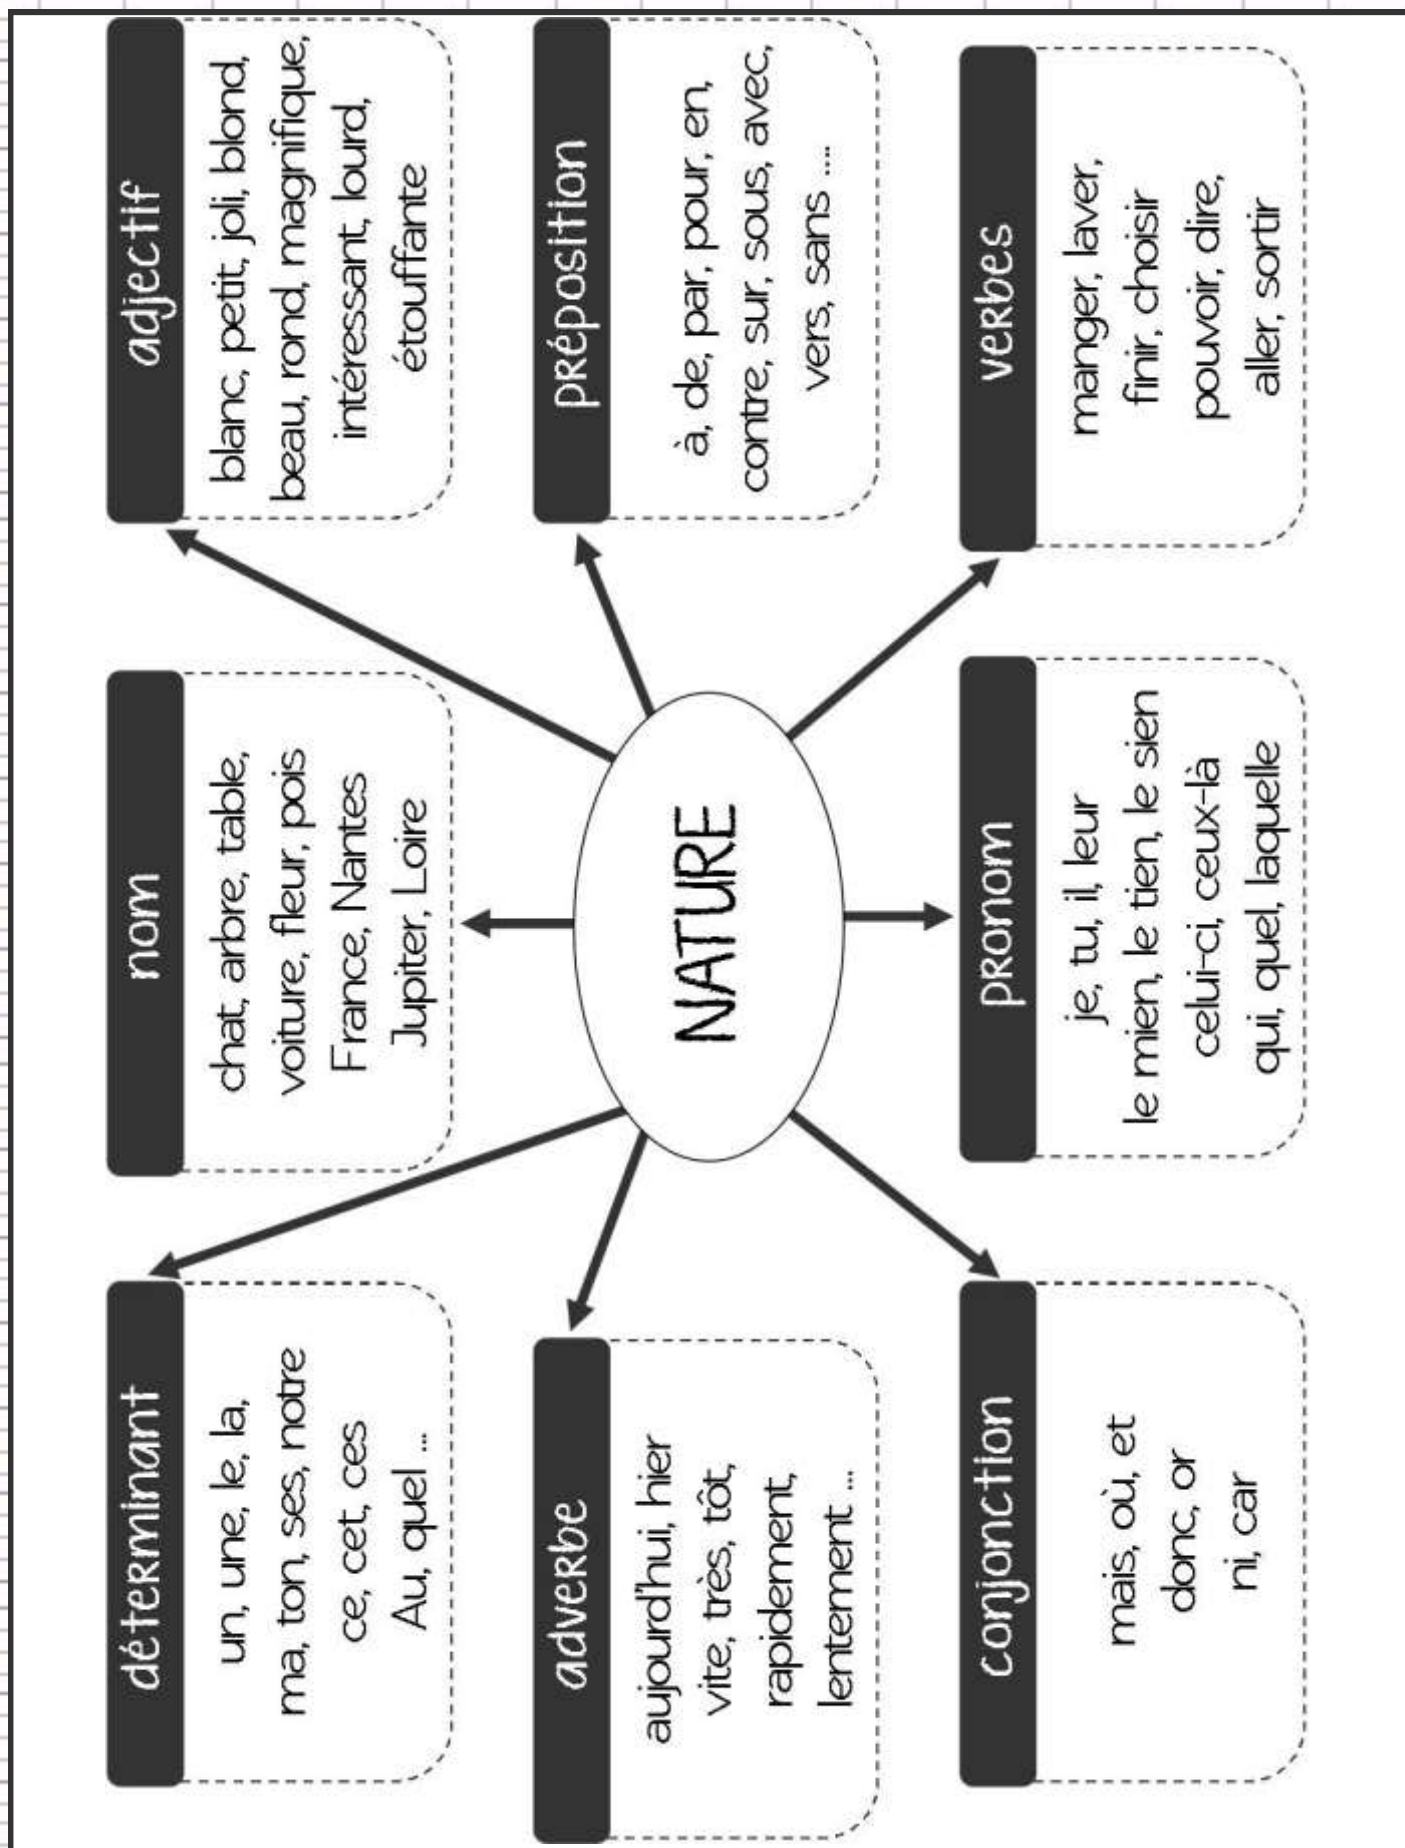 déterminant
un, une, le, la,
ma, ton, ses, notre
ce, cet, ces
Au, quel ...
nom
chat, arbre, table,
voiture, fleur, pois
France, Nantes
Jupiter, Loire
adjectif
blanc, petit, joli, blond,
beau, rond, magnifique,
intéressant, lourd,
étouffante
adverbe
aujourd'hui, hier
vite, très, tôt,
rapidement,
lentement ...
NATURE
préposition
à, de, par, pour, en,
contre, sur, sous, avec,
vers, sans ....
conjonction
mais, où, et
donc, or
ni, car
pronom
je, tu, il, leur
le mien, le tien, le sien
celui-ci, ceux-là
qui, quel, laquelle
verbes
manger, laver,
finir, choisir
pouvoir, dire,
aller, sortir